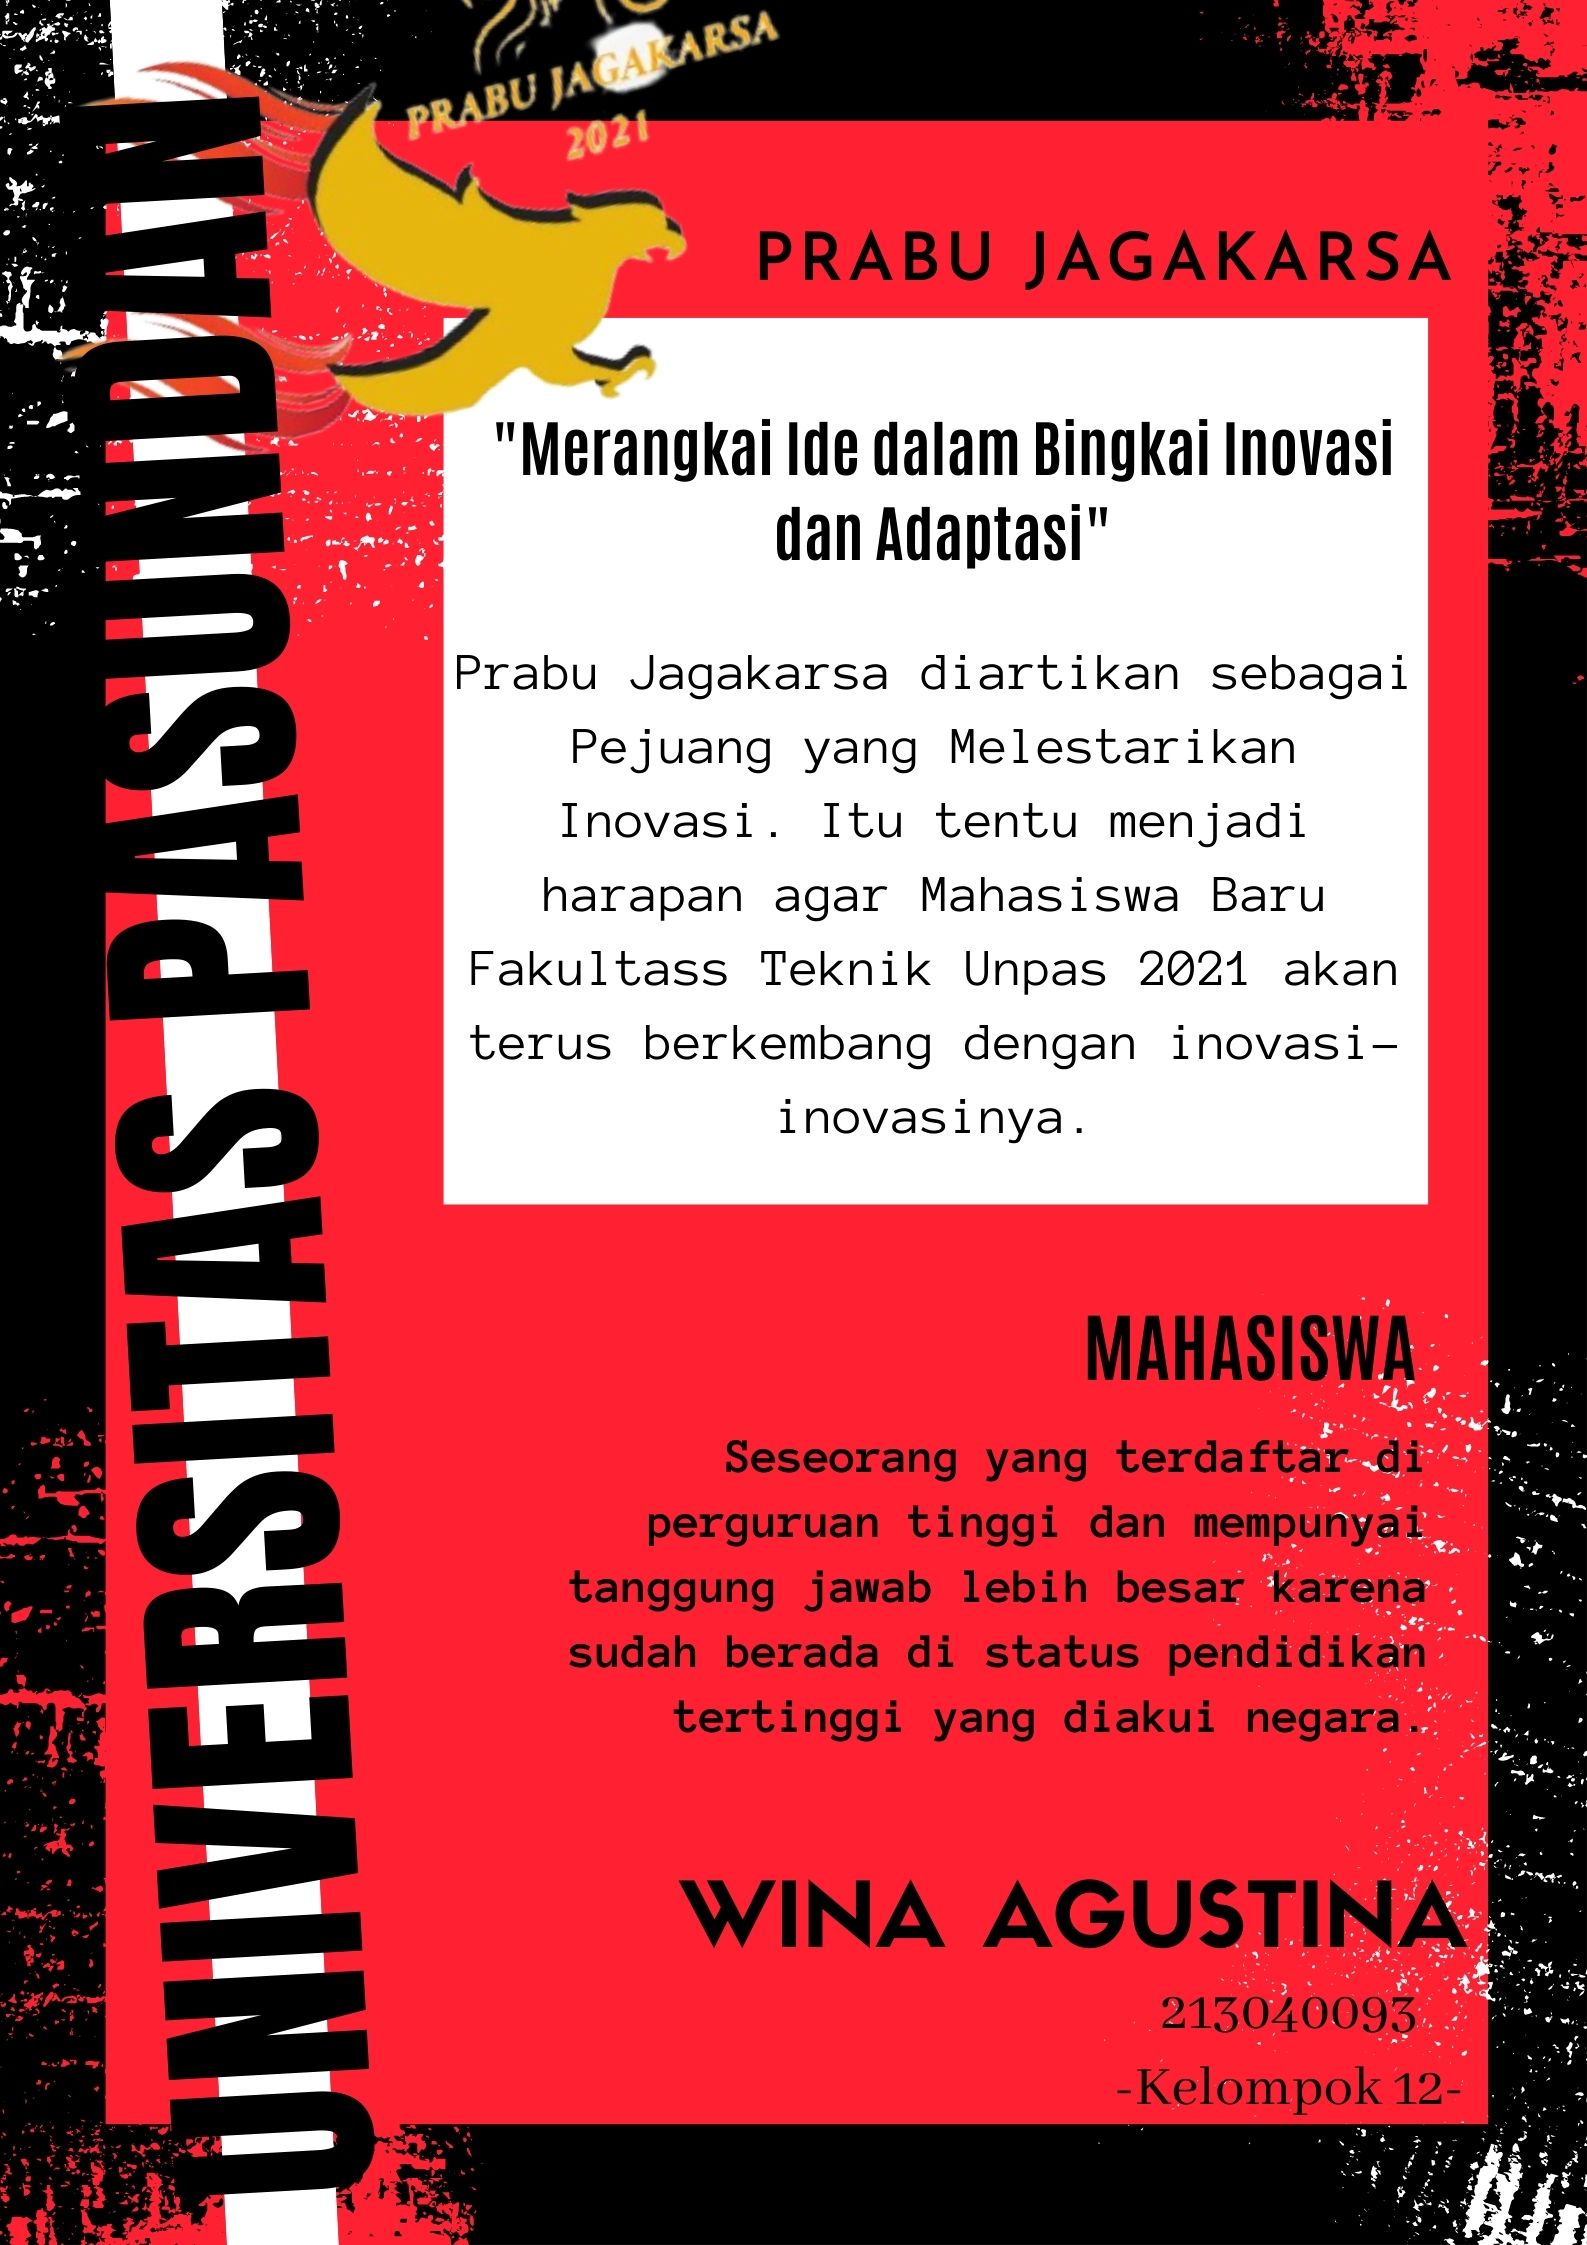 PRABU JAGAKARSA
2021
UNIVERSITAS PASUNDAN
PRABU JAGAKARSA
"Merangkai Ide dalam Bingkai Inovasi
dan Adaptasi"
Prabu Jagakarsa diartikan sebagai
Pejuang yang Melestarikan
Inovasi. Itu tentu menjadi
harapan agar Mahasiswa Baru
Fakultass Teknik Unpas 2021 akan
terus berkembang dengan inovasi-
inovasinya.
MAHASISWA
Seseorang yang terdaftar di
perguruan tinggi dan mempunyai
tanggung jawab lebih besar karena
sudah berada di status pendidikan
tertinggi yang diakui negara.
WINA AGUSTINA
213040093
-Kelompok 12-